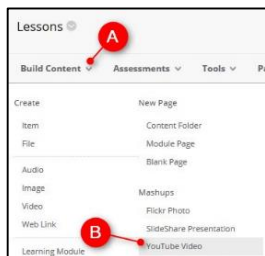 Lessons
A
Build Content Assessments Tools
Create
Item
File
Audio
Image
Video
Web Link
Learning Module
New Page
Content Folder
Module Page
Blank Page
Mashups
Flickr Photo
SlideShare Presentation
B
YouTube Video